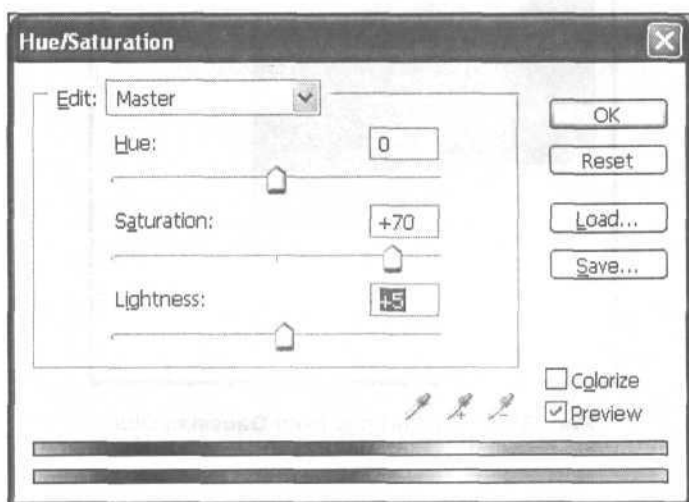 Hue/Saturation
Edit: Master
Hue: 0
Saturation: +70
Lightness: +5
OK
Reset
Load...
Save...
Colorize
Preview